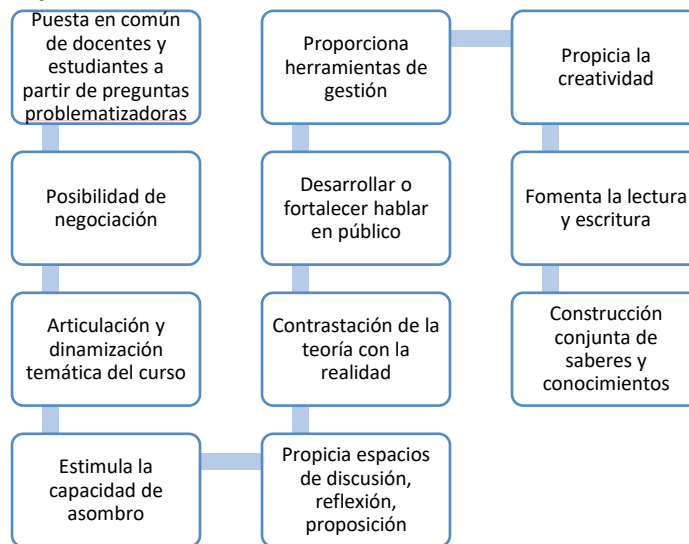 Puesta en común
de docentes y
estudiantes a
partir de preguntas
problematizadoras
Posibilidad de
negociación
Articulación y
dinamización
temática del curso
Estimula la
capacidad de
asombro
Propicia espacios
de discusión,
reflexión,
proposición
Contrastación de la
teoría con la
realidad
Desarrollar o
fortalecer hablar
en público
Proporciona
herramientas de
gestión
Propicia la
creatividad
Fomenta la lectura
y escritura
Construcción
conjunta de
saberes y
conocimientos